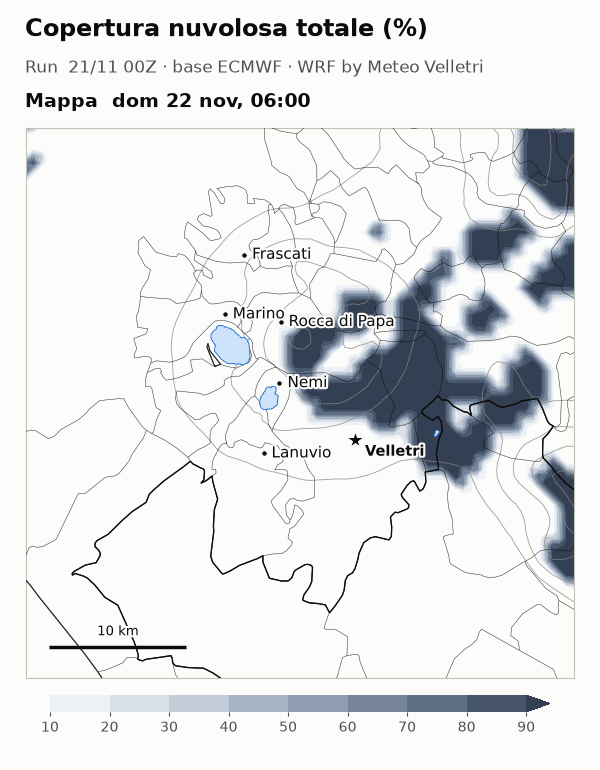 Copertura nuvolosa totale (%)
Run  21/11 00Z · base ECMWF · WRF by Meteo Velletri
Mappa  dom 22 nov, 06:00
Frascati
Marino
Rocca di Papa
Nemi
Velletri
Lanuvio
10 km
10 20 30 40 50 60 70 80 90